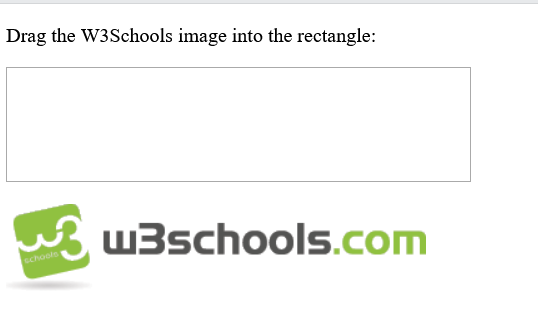 Drag the W3Schools image into the rectangle:
w3
schools
w3schools.com